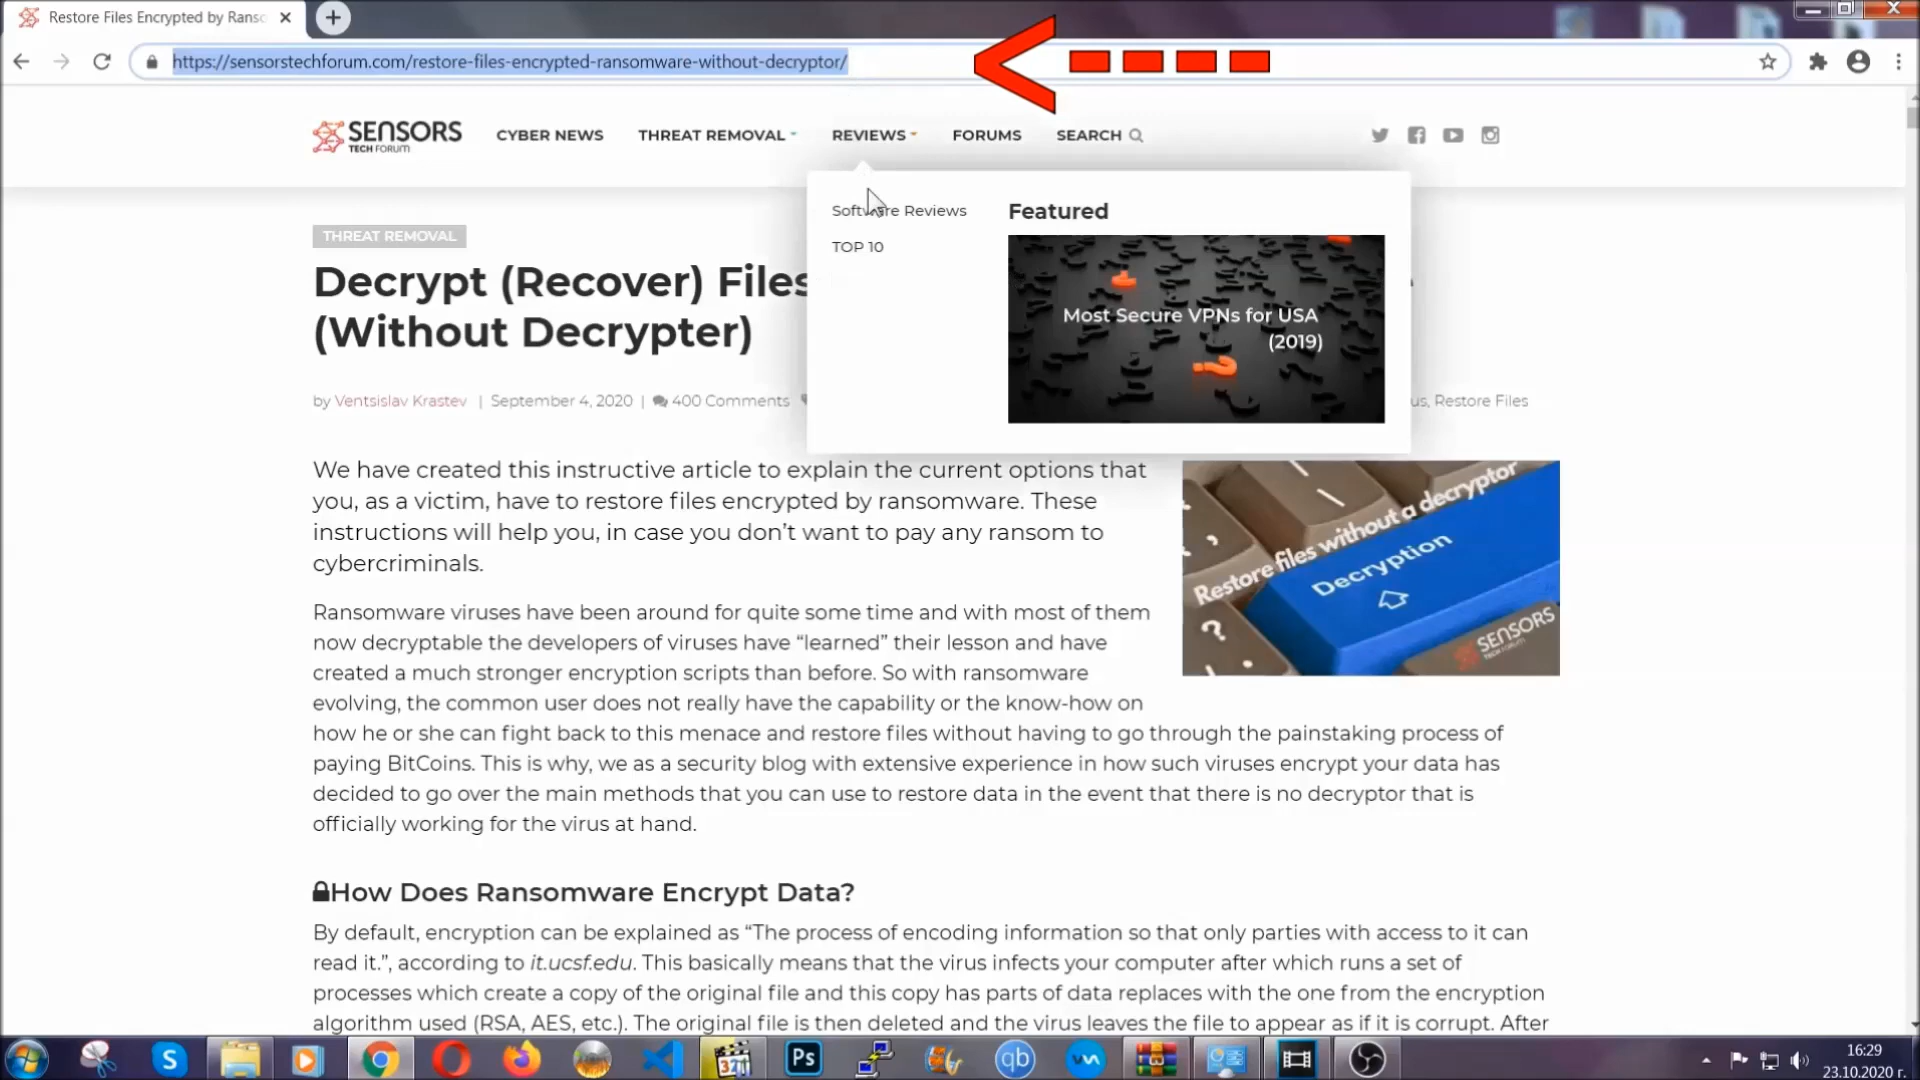 Restore Files Encrypted by Ranso
https://sensorstechforum.com/restore-files-encrypted-ransomware-without-decryptor/
SENSORS
TECH FORUM
CYBER NEWS
THREAT REMOVAL
REVIEWS
FORUMS
SEARCH
Software Reviews
TOP 10
Featured
Most Secure VPNs for USA
(2019)
THREAT REMOVAL
Decrypt (Recover) Files
(Without Decrypter)
by Ventsislav Krastev | September 4, 2020 | 400 Comments
us, Restore Files
We have created this instructive article to explain the current options that
you, as a victim, have to restore files encrypted by ransomware. These
instructions will help you, in case you don’t want to pay any ransom to
cybercriminals.
Restore files without a decryptor
Decryption
SENSORS
TECH FORUM
Ransomware viruses have been around for quite some time and with most of them
now decryptable the developers of viruses have “learned” their lesson and have
created a much stronger encryption scripts than before. So with ransomware
evolving, the common user does not really have the capability or the know-how on
how he or she can fight back to this menace and restore files without having to go through the painstaking process of
paying BitCoins. This is why, we as a security blog with extensive experience in how such viruses encrypt your data has
decided to go over the main methods that you can use to restore data in the event that there is no decryptor that is
officially working for the virus at hand.
How Does Ransomware Encrypt Data?
By default, encryption can be explained as “The process of encoding information so that only parties with access to it can
read it.”, according to it.ucsf.edu. This basically means that the virus infects your computer after which runs a set of
processes which create a copy of the original file and this copy has parts of data replaces with the one from the encryption
algorithm used (RSA, AES, etc.). The original file is then deleted and the virus leaves the file to appear as if it is corrupt. After
S
321
Ps
qb
16:29
23.10.2020 г.